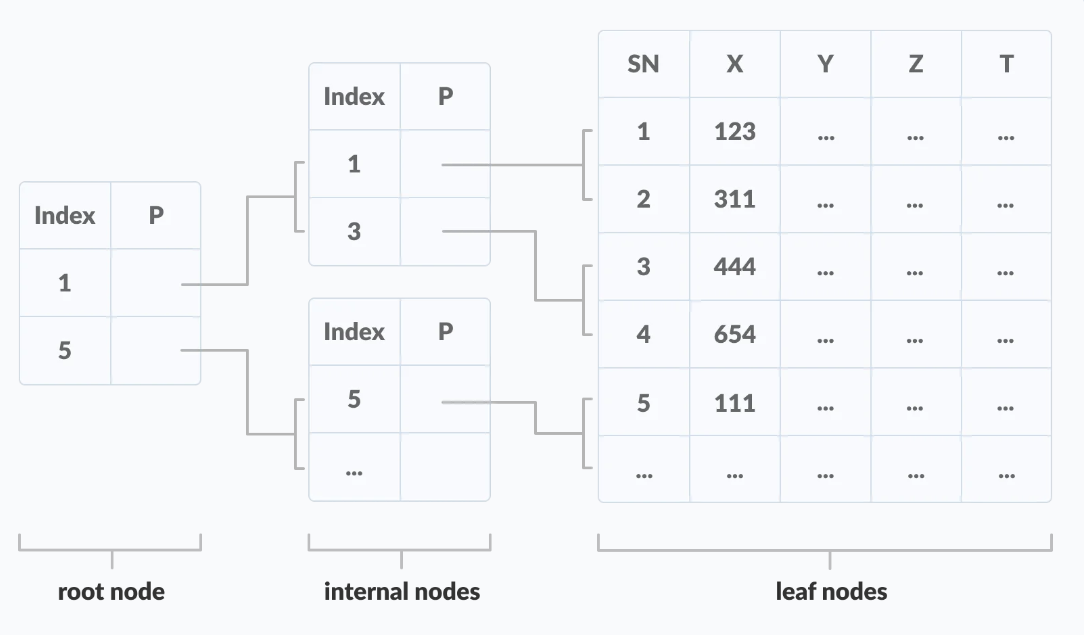 Index P
1
5
Index P
1
3
Index P
5
...
SN X Y Z T
1 123 ... ... ...
2 311 ... ... ...
3 444 ... ... ...
4 654 ... ... ...
5 111 ... ... ...
... ... ... ... ...
root node
internal nodes
leaf nodes